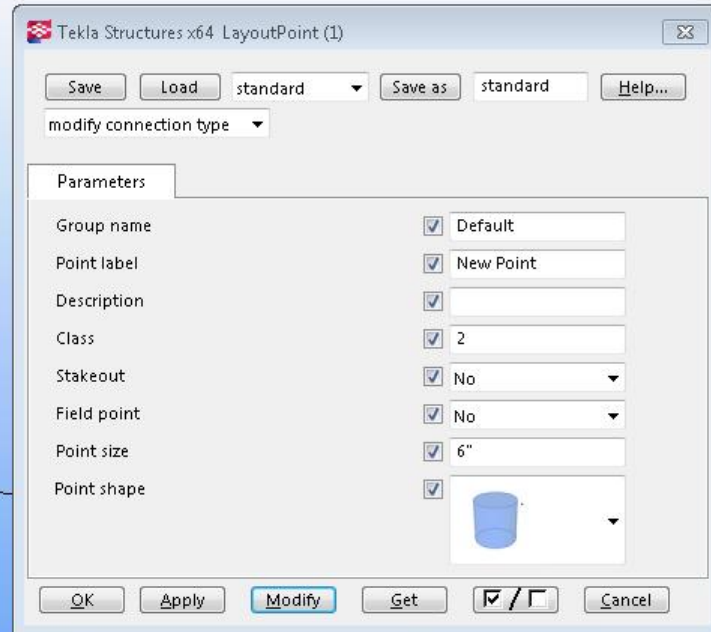 Tekla Structures x64 LayoutPoint (1)
Save Load standard Save as standard Help...
modify connection type
Parameters
Group name Default
Point label New Point
Description
Class 2
Stakeout No
Field point No
Point size 6"
Point shape
OK Apply Modify Get / Cancel